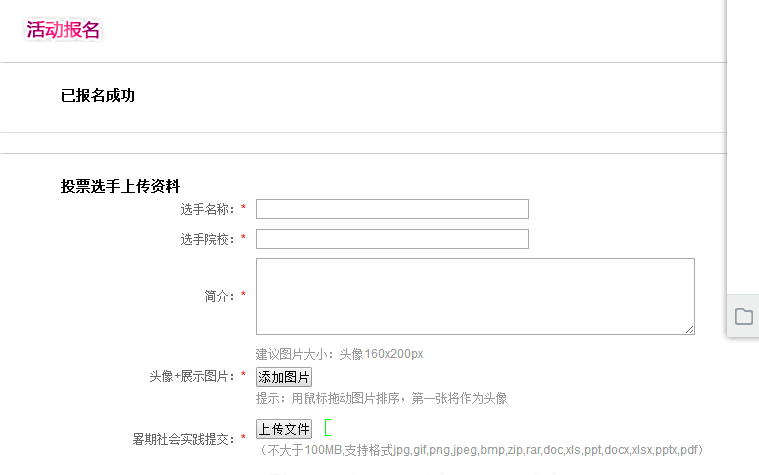 活动报名
已报名成功
投票选手上传资料
选手名称：*
选手院校：*
简介：*
建议图片大小：头像160x200px
头像+展示图片：* 添加图片
提示：用鼠标拖动图片排序，第一张将作为头像
暑期社会实践提交：* 上传文件
（不大于100MB,支持格式jpg,gif,png,jpeg,bmp,zip,rar,doc,xls,ppt,docx,xlsx,pptx,pdf）